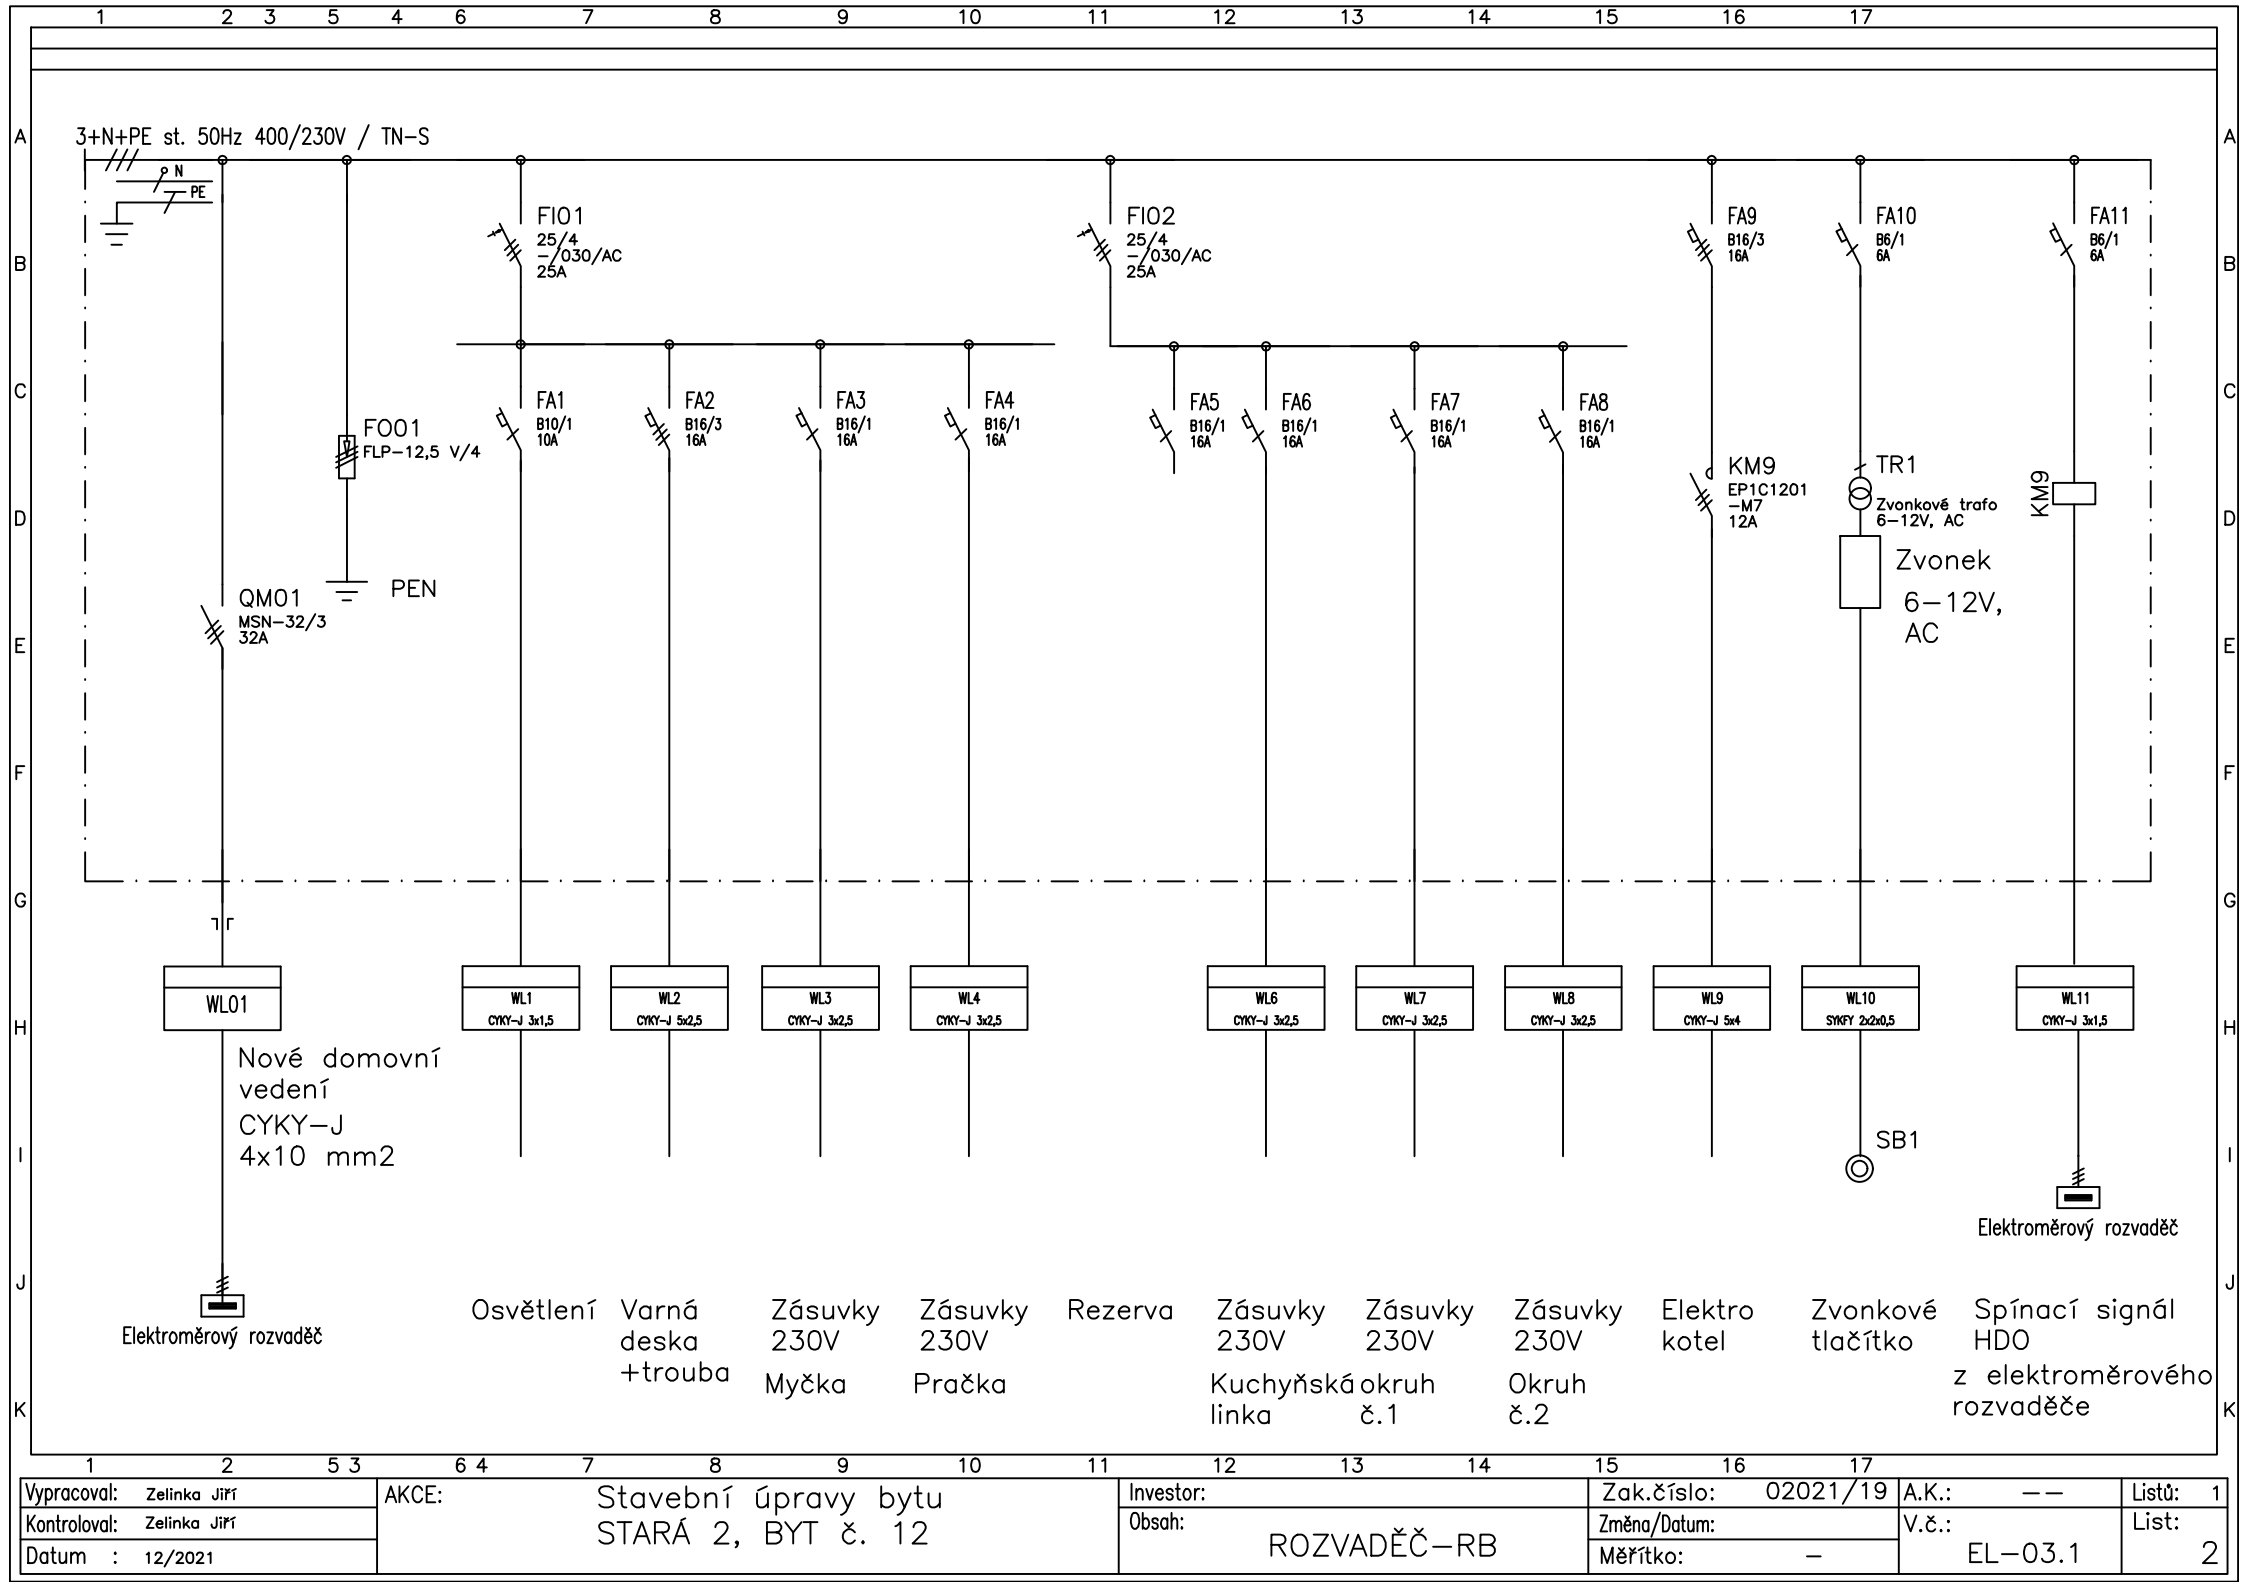 1 2 3 5 4 6 7 8 9 10 11 12 13 14 15 16 17
A A
3+N+PE st. 50Hz 400/230V / TN-S
N
PE
FI01
25/4
-/030/AC
25A
FI02
25/4
-/030/AC
25A
FA9
B16/3
16A
FA10
B6/1
6A
FA11
B6/1
6A
B B
C C
FA1
B10/1
10A
FA2
B16/3
16A
FA3
B16/1
16A
FA4
B16/1
16A
FA5
B16/1
16A
FA6
B16/1
16A
FA7
B16/1
16A
FA8
B16/1
16A
FO01
FLP-12,5 V/4
KM9
EP1C1201
-M7
12A
TR1
Zvonkové trafo
6-12V, AC
KM9
D D
Zvonek
6-12V,
AC
PEN
QM01
MSN-32/3
32A
E E
F F
G G
WL01
WL1
CYKY-J 3x1,5
WL2
CYKY-J 5x2,5
WL3
CYKY-J 3x2,5
WL4
CYKY-J 3x2,5
WL6
CYKY-J 3x2,5
WL7
CYKY-J 3x2,5
WL8
CYKY-J 3x2,5
WL9
CYKY-J 5x4
WL10
SYKFY 2x2x0,5
WL11
CYKY-J 3x1,5
H H
Nové domovní
vedení
CYKY-J
4x10 mm2
SB1
I I
Elektroměrový rozvaděč
J J
Elektroměrový rozvaděč
Osvětlení
Varná
deska
+trouba
Zásuvky
230V
Myčka
Zásuvky
230V
Pračka
Rezerva
Zásuvky
230V
Kuchyňská
linka
Zásuvky
230V
okruh
č.1
Zásuvky
230V
Okruh
č.2
Elektro
kotel
Zvonkové
tlačítko
Spínací signál
HDO
z elektroměrového
rozvaděče
K K
1 2 5 3 6 4 7 8 9 10 11 12 13 14 15 16 17
Vypracoval: Zelinka Jiří
Kontroloval: Zelinka Jiří
Datum : 12/2021
AKCE: Stavební úpravy bytu
STARÁ 2, BYT č. 12
Investor:
Obsah:
ROZVADĚČ-RB
Zak.číslo: 02021/19
Změna/Datum:
Měřítko: -
A.K.: --
V.č.:
EL-03.1
Listů: 1
List:
2